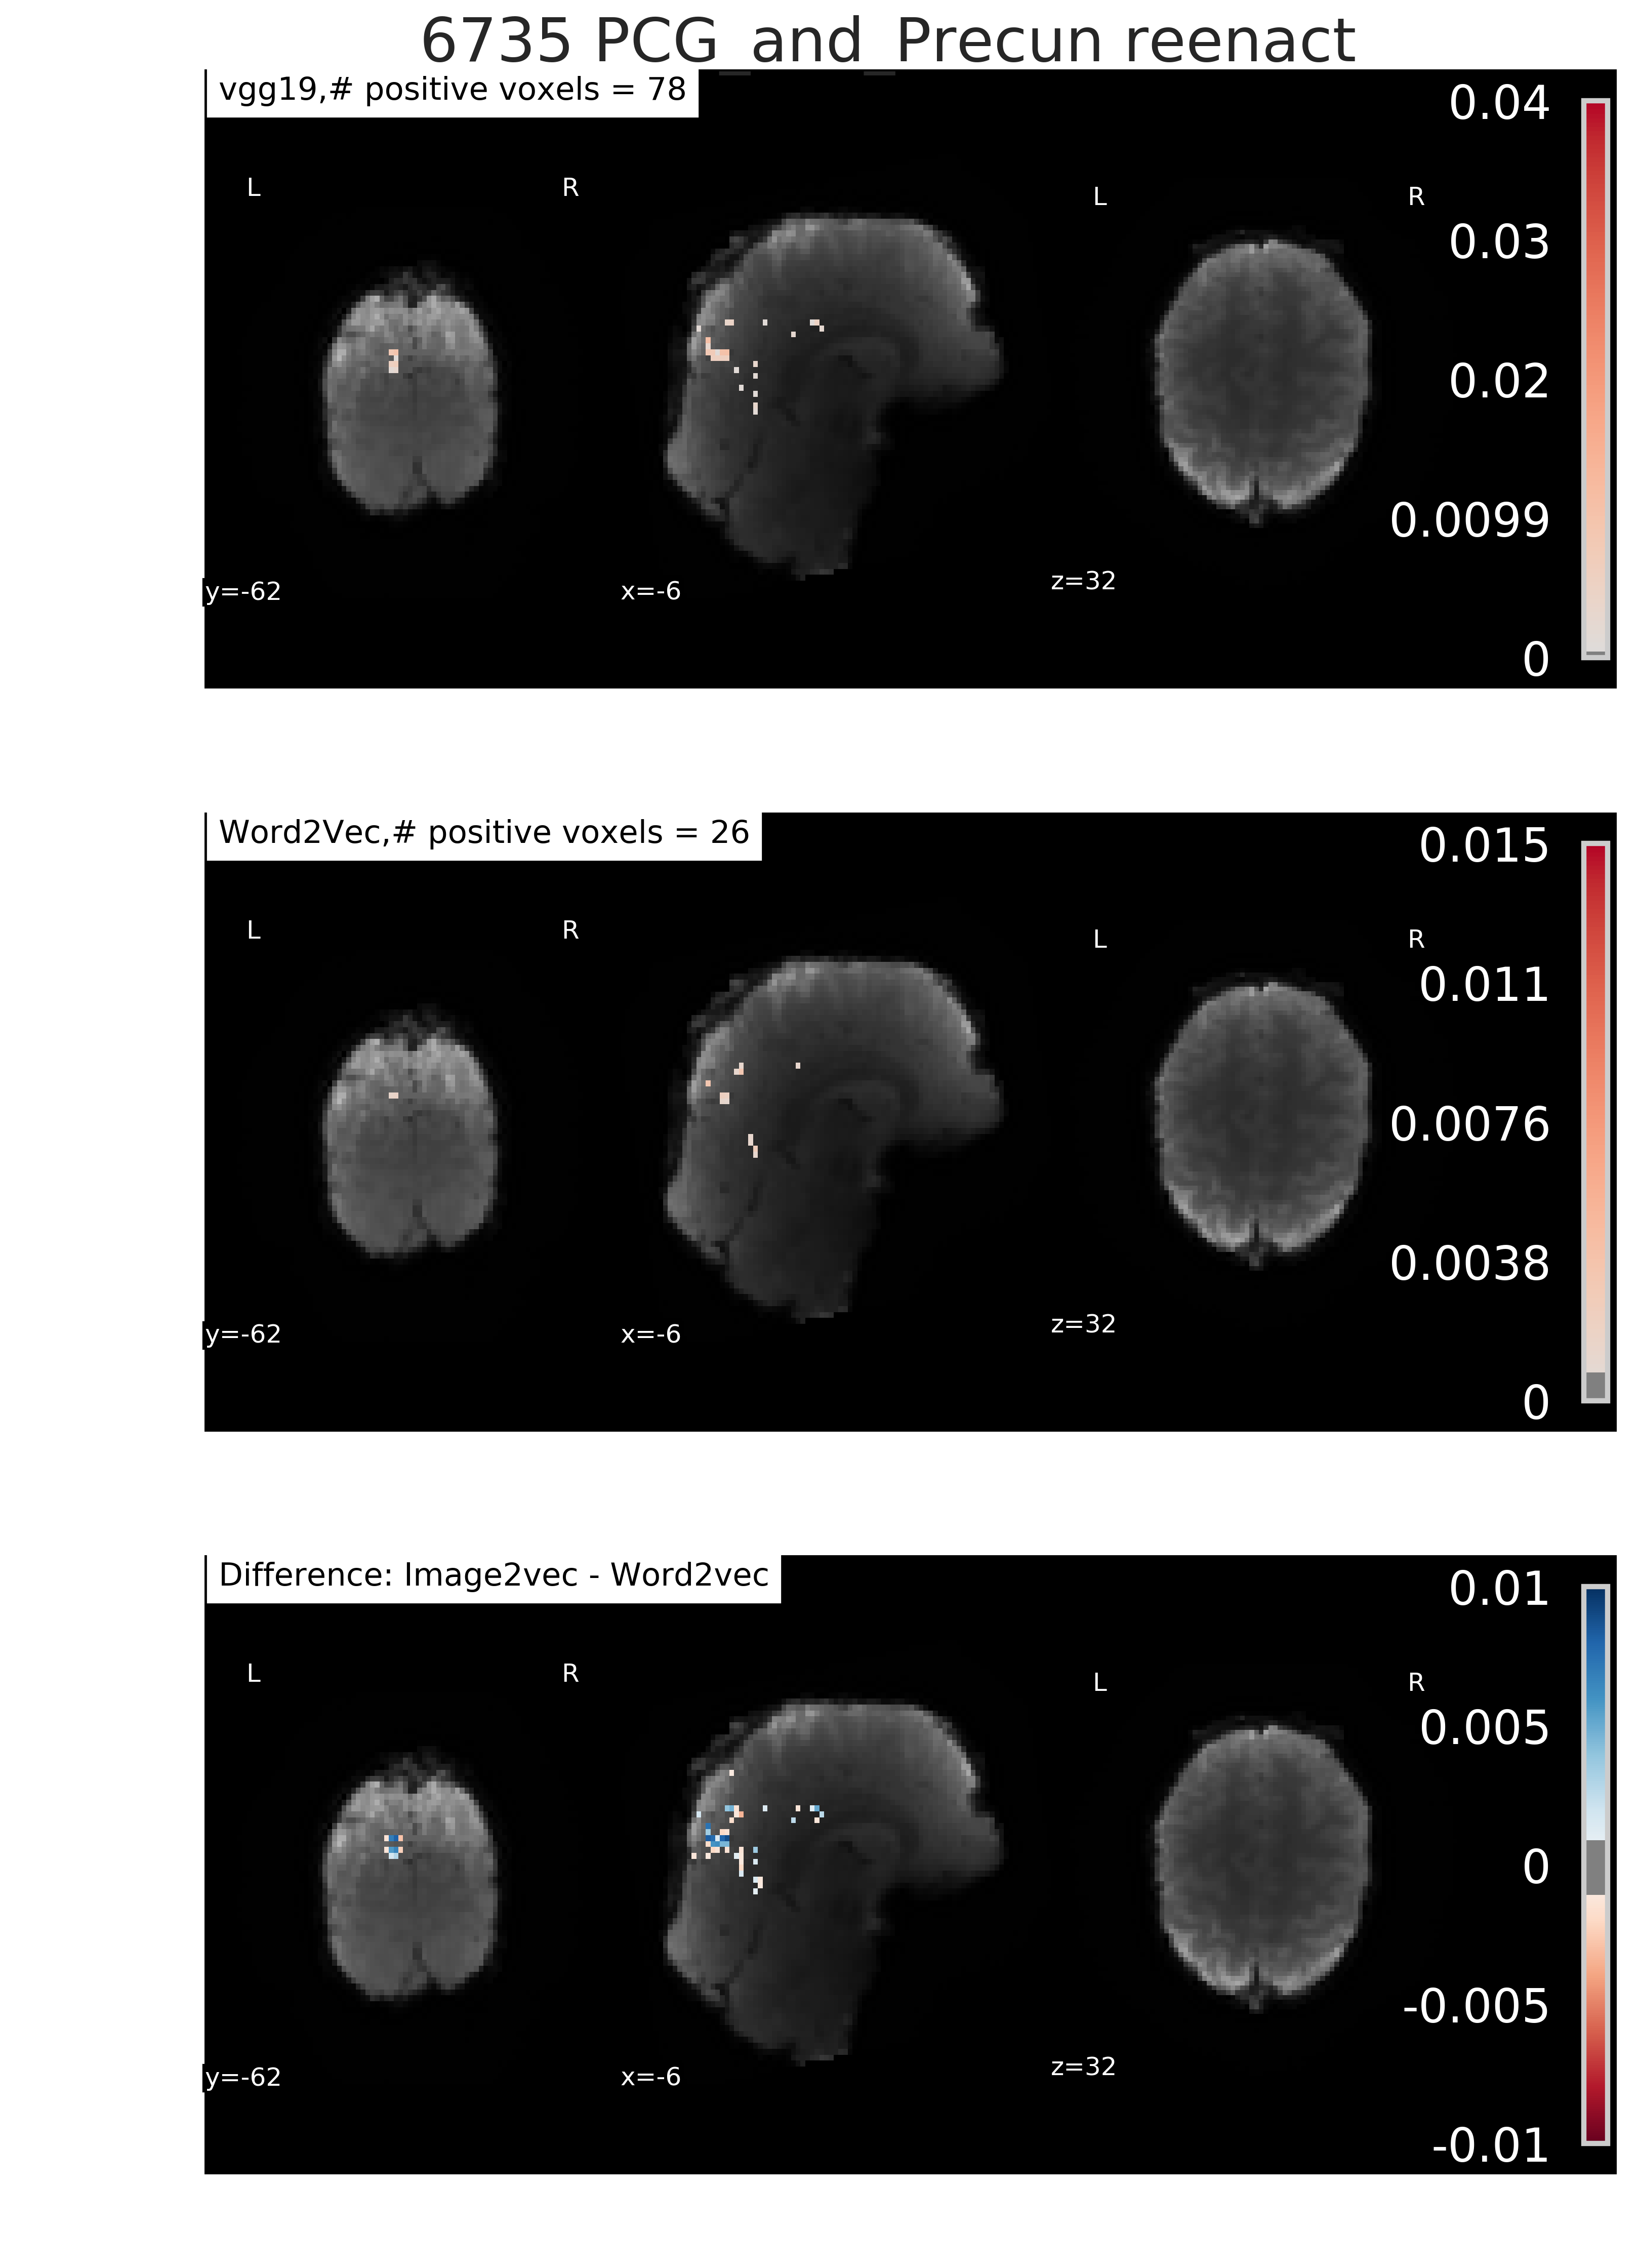 6735 PCG_and_Precun reenact
vgg19,# positive voxels = 78
L R L R
y=-62 x=-6 z=32
0.04
0.03
0.02
0.0099
0
Word2Vec,# positive voxels = 26
L R L R
y=-62 x=-6 z=32
0.015
0.011
0.0076
0.0038
0
Difference: Image2vec - Word2vec
L R L R
y=-62 x=-6 z=32
0.01
0.005
0
-0.005
-0.01